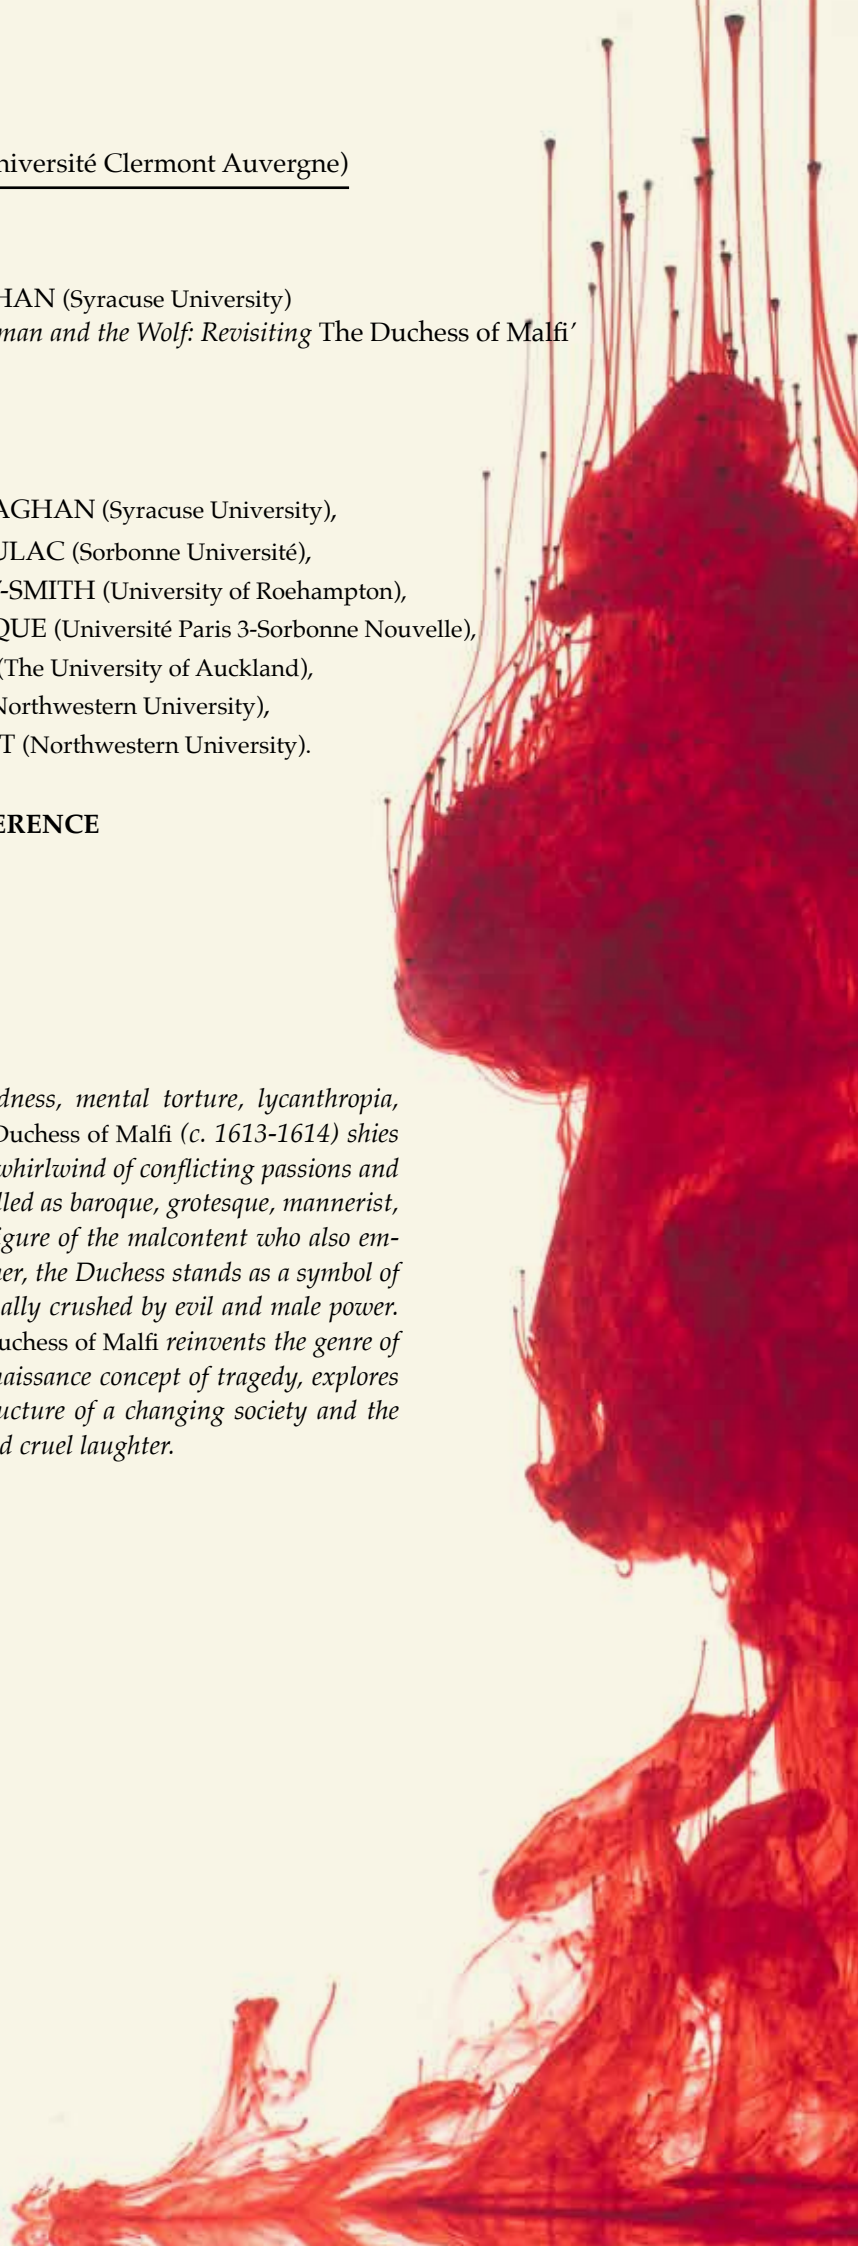 niversité Clermont Auvergne)
HAN (Syracuse University)
man and the Wolf: Revisiting The Duchess of Malfi’
AGHAN (Syracuse University),
ULAC (Sorbonne Université),
-SMITH (University of Roehampton),
QUE (Université Paris 3-Sorbonne Nouvelle),
(The University of Auckland),
Northwestern University),
T (Northwestern University).
ERENCE
dness, mental torture, lycanthropia,
Duchess of Malfi (c. 1613-1614) shies
whirlwind of conflicting passions and
lled as baroque, grotesque, mannerist,
igure of the malcontent who also em-
er, the Duchess stands as a symbol of
ally crushed by evil and male power.
uchess of Malfi reinvents the genre of
naissance concept of tragedy, explores
ucture of a changing society and the
d cruel laughter.